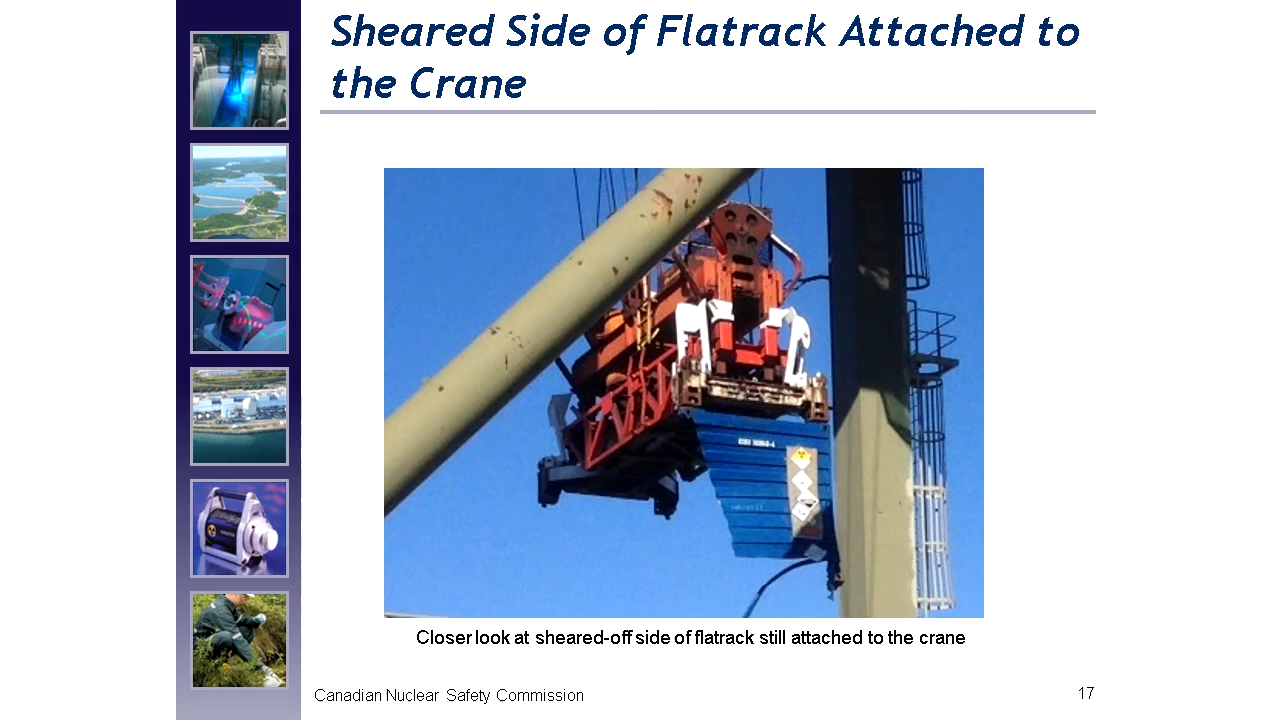 Sheared Side of Flatrack Attached to
the Crane
Closer look at sheared-off side of flatrack still attached to the crane
Canadian Nuclear Safety Commission
17